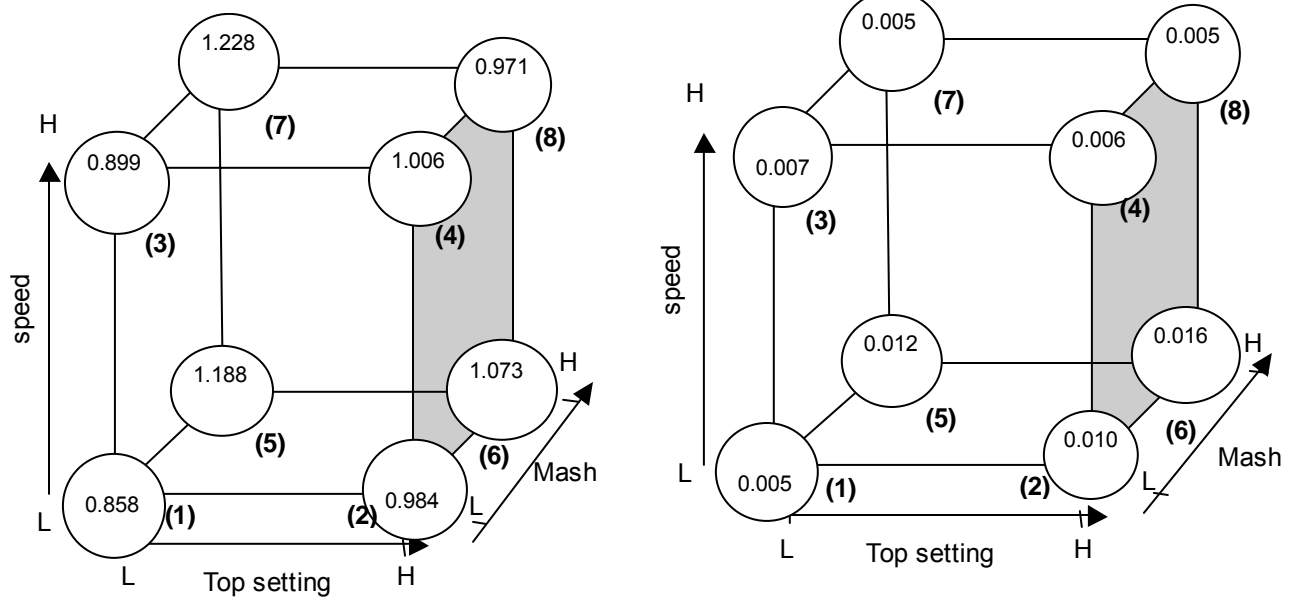 1.228
0.971
(7)
(8)
H
0.899
1.006
(3)
(4)
speed
1.188
1.073
H
(5)
(6)
Mash
0.858
(1)
(2)
0.984
L
L
L
Top setting
H
0.005
0.005
(7)
(8)
H
0.007
0.006
(3)
(4)
speed
0.012
0.016
H
(5)
(6)
Mash
0.010
L
0.005
(1)
(2)
L
L
Top setting
H